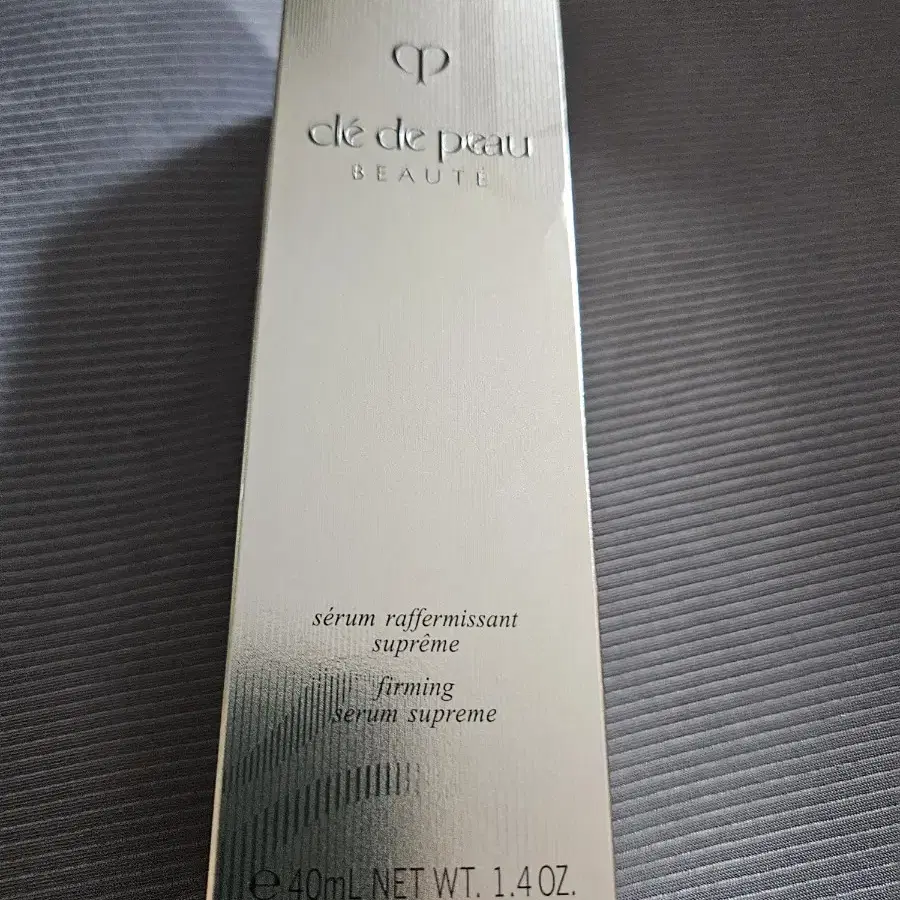 clé de peau
BEAUTÉ
sérum raffermissant
suprême
firming
serum supreme
℮ 40mL NET WT. 1.4 OZ.